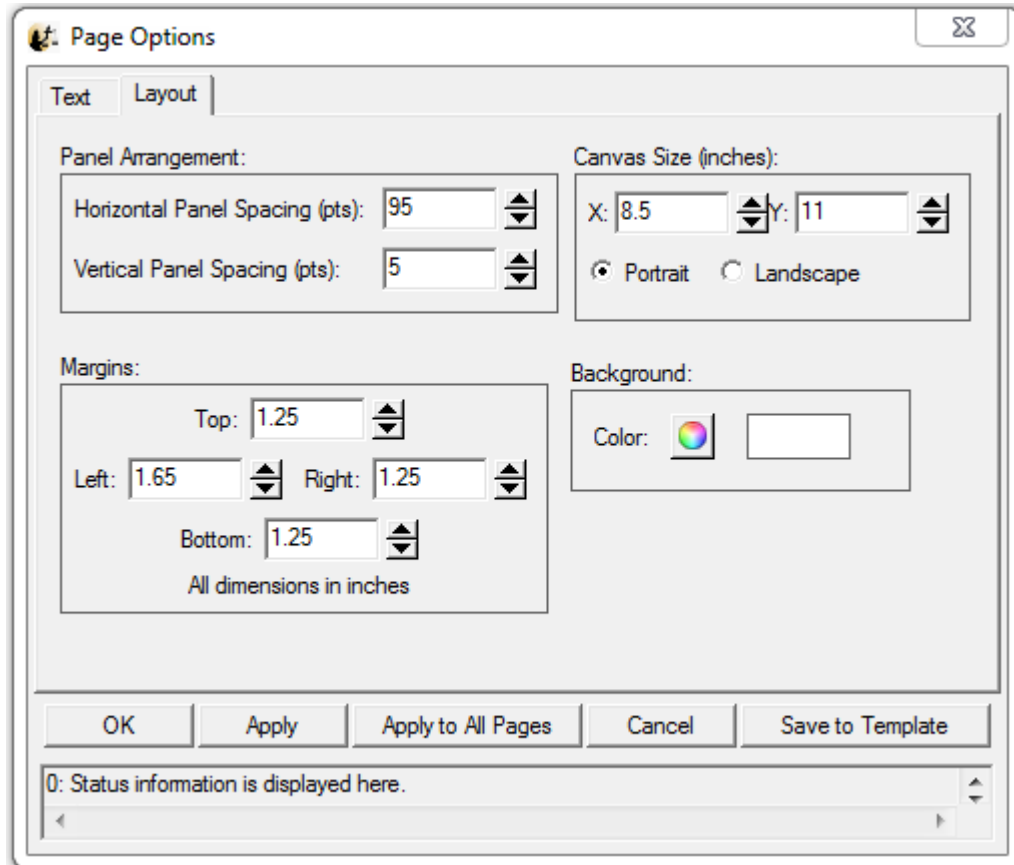 Page Options
Text Layout
Panel Arrangement:
Horizontal Panel Spacing (pts): 95
Vertical Panel Spacing (pts): 5
Canvas Size (inches):
X: 8.5 Y: 11
Portrait Landscape
Margins:
Top: 1.25
Left: 1.65 Right: 1.25
Bottom: 1.25
All dimensions in inches
Background:
Color:
OK Apply Apply to All Pages Cancel Save to Template
0: Status information is displayed here.